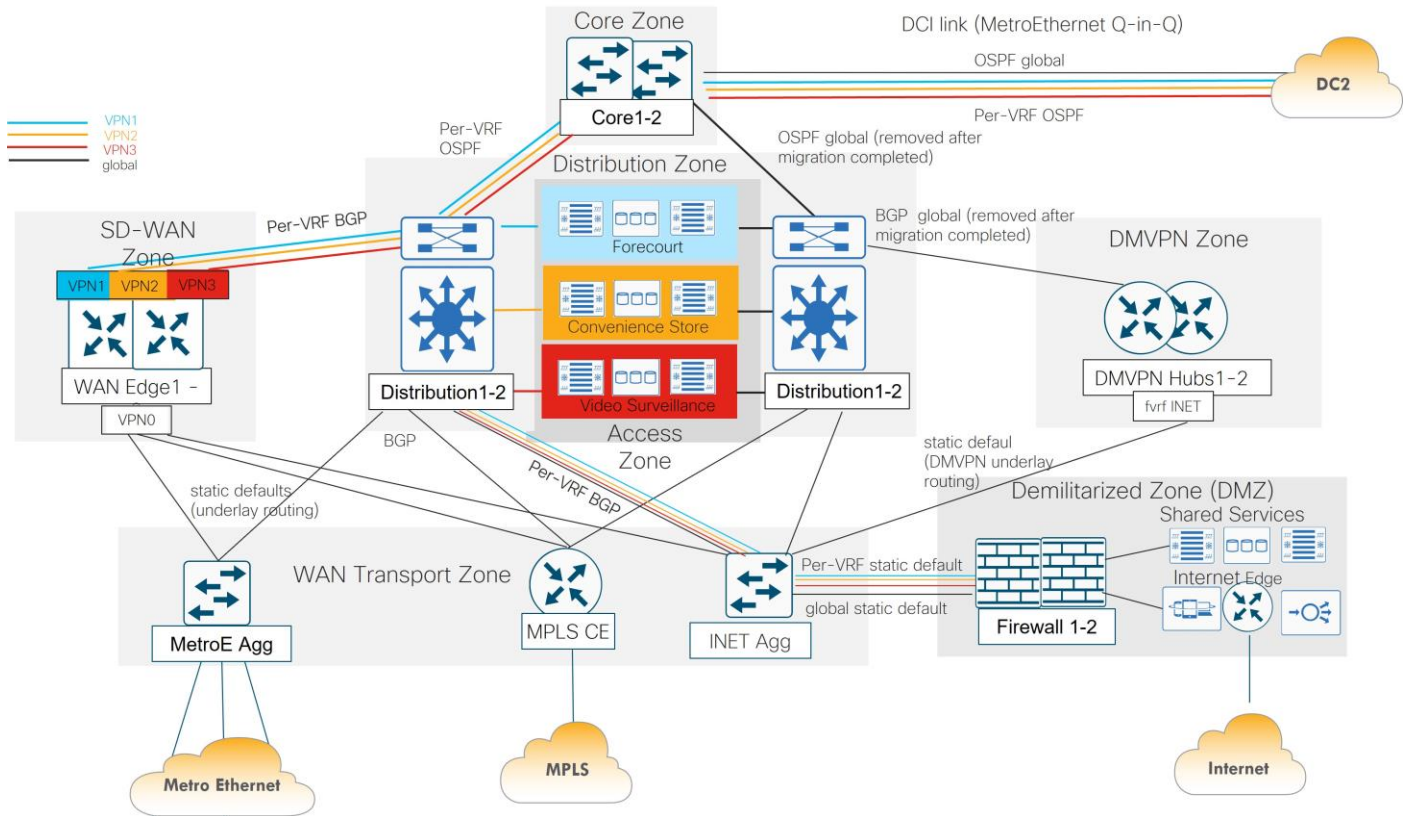 Core Zone
DCI link (MetroEthernet Q-in-Q)
OSPF global
DC2
Per-VRF OSPF
VPN1
VPN2
VPN3
global
Core1-2
Per-VRF
OSPF
OSPF global (removed after
migration completed)
Distribution Zone
Per-VRF BGP
BGP global (removed after
migration completed)
SD-WAN
Zone
DMVPN Zone
Forecourt
VPN1
VPN2
VPN3
Convenience Store
WAN Edge1 -
VPN0
Distribution1-2
Video Surveillance
Distribution1-2
DMVPN Hubs1-2
fvrf INET
Access
Zone
BGP
static defaul
(DMVPN underlay
routing)
static defaults
(underlay routing)
Per-VRF BGP
Demilitarized Zone (DMZ)
Shared Services
WAN Transport Zone
Per-VRF static default
Internet Edge
global static default
MetroE Agg
MPLS CE
INET Agg
Firewall 1-2
Metro Ethernet
MPLS
Internet